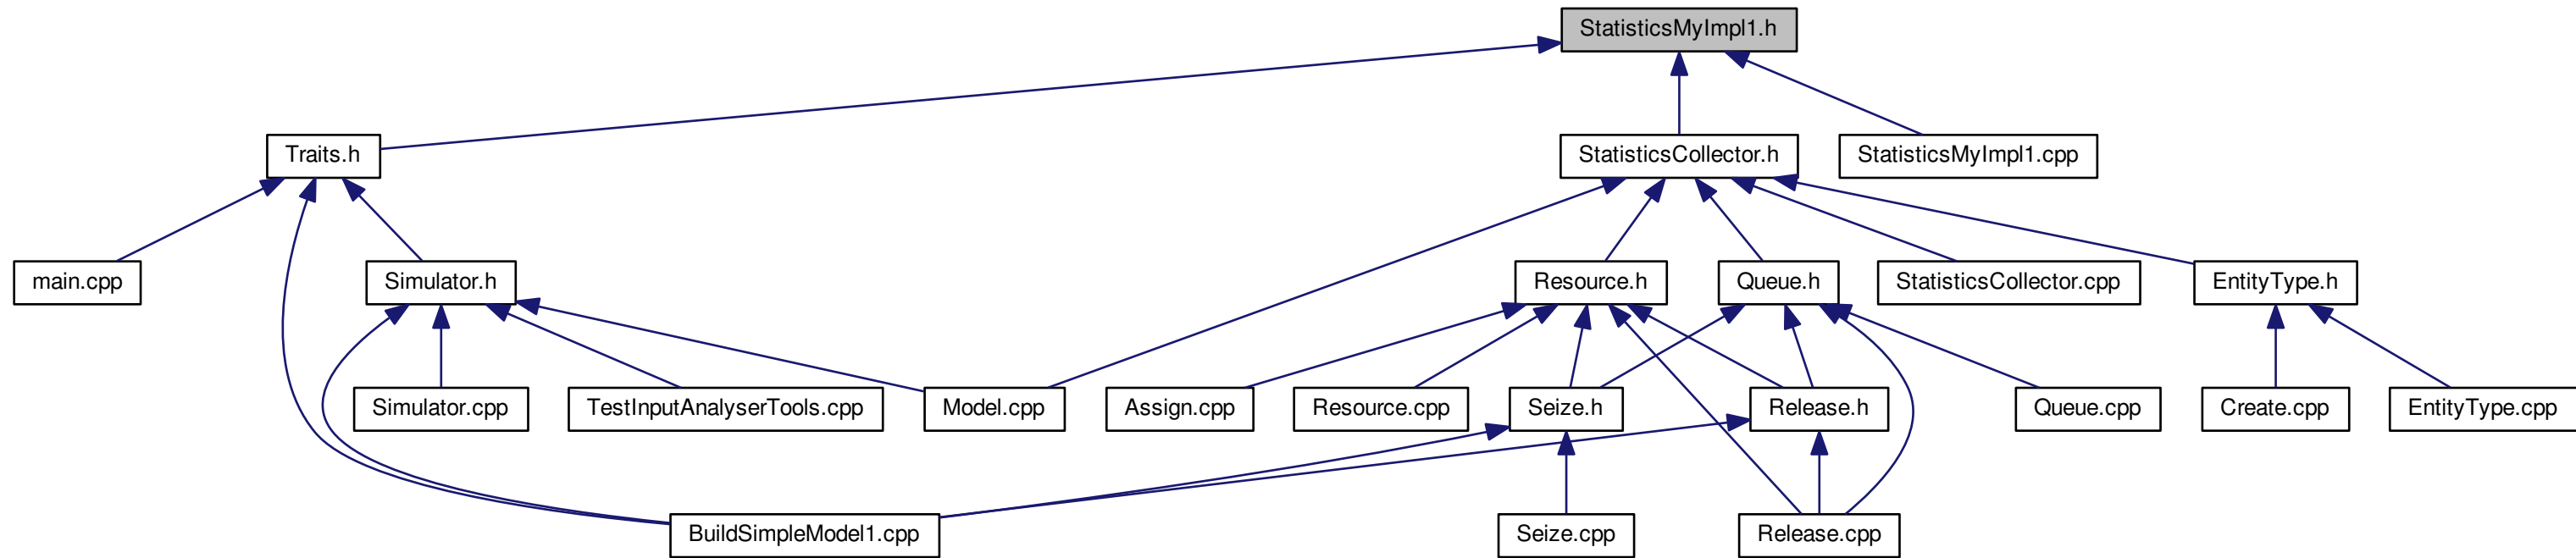 StatisticsMyImpl1.h
Traits.h
StatisticsCollector.h
StatisticsMyImpl1.cpp
main.cpp
Simulator.h
Resource.h
Queue.h
StatisticsCollector.cpp
EntityType.h
Simulator.cpp
TestInputAnalyserTools.cpp
Model.cpp
Assign.cpp
Resource.cpp
Seize.h
Release.h
Queue.cpp
Create.cpp
EntityType.cpp
BuildSimpleModel1.cpp
Seize.cpp
Release.cpp